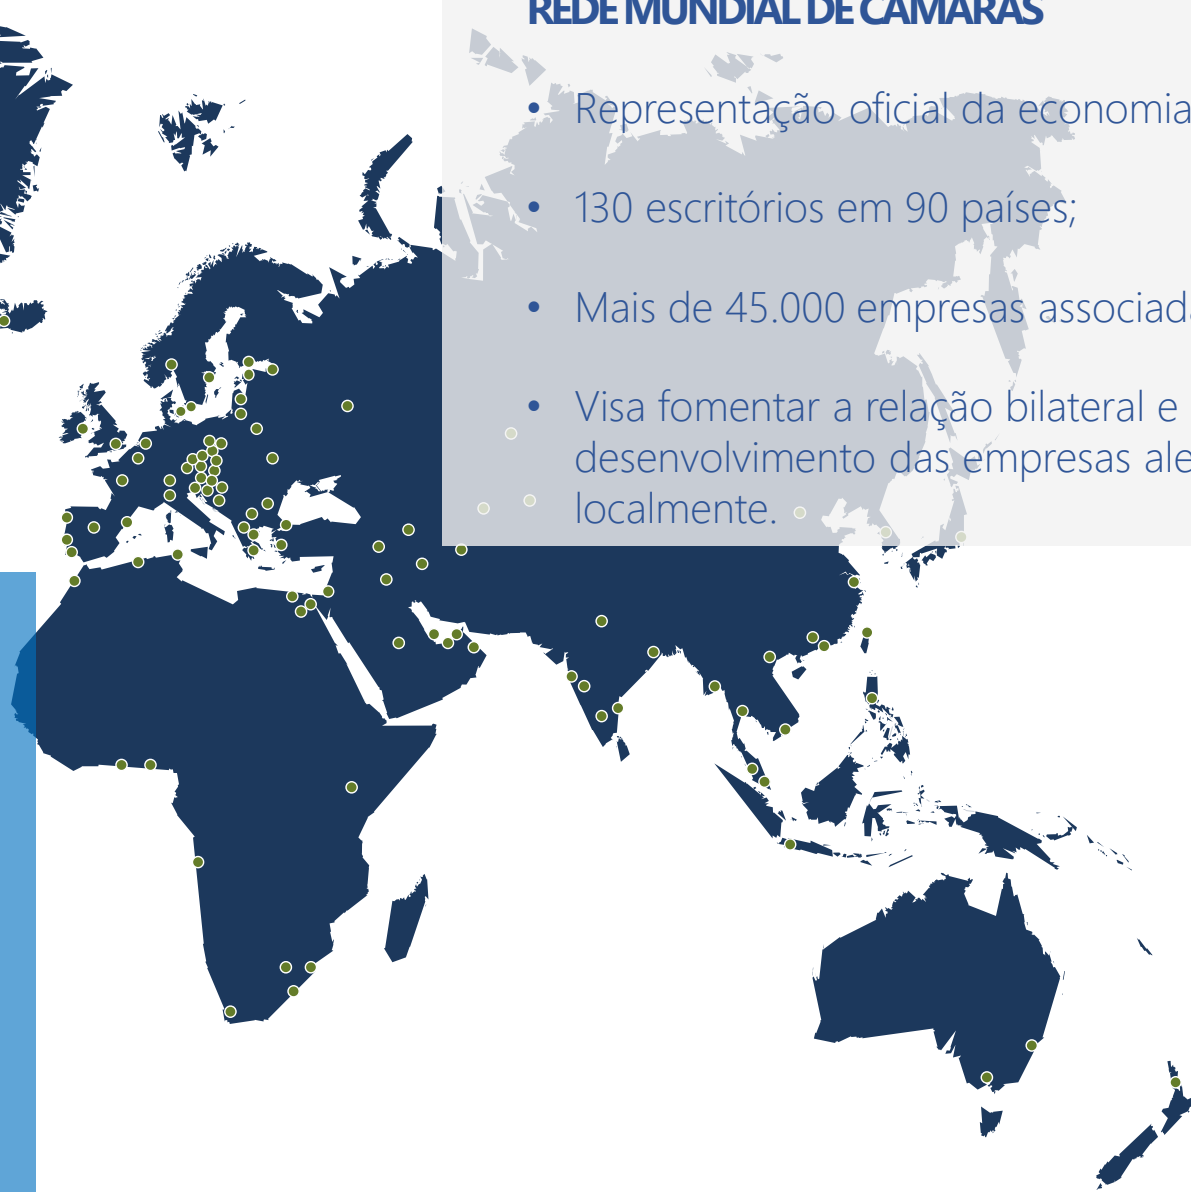 REDE MUNDIAL DE CÂMARAS
• Representação oficial da economia
• 130 escritórios em 90 países;
• Mais de 45.000 empresas associad
• Visa fomentar a relação bilateral e
desenvolvimento das empresas ale
localmente.